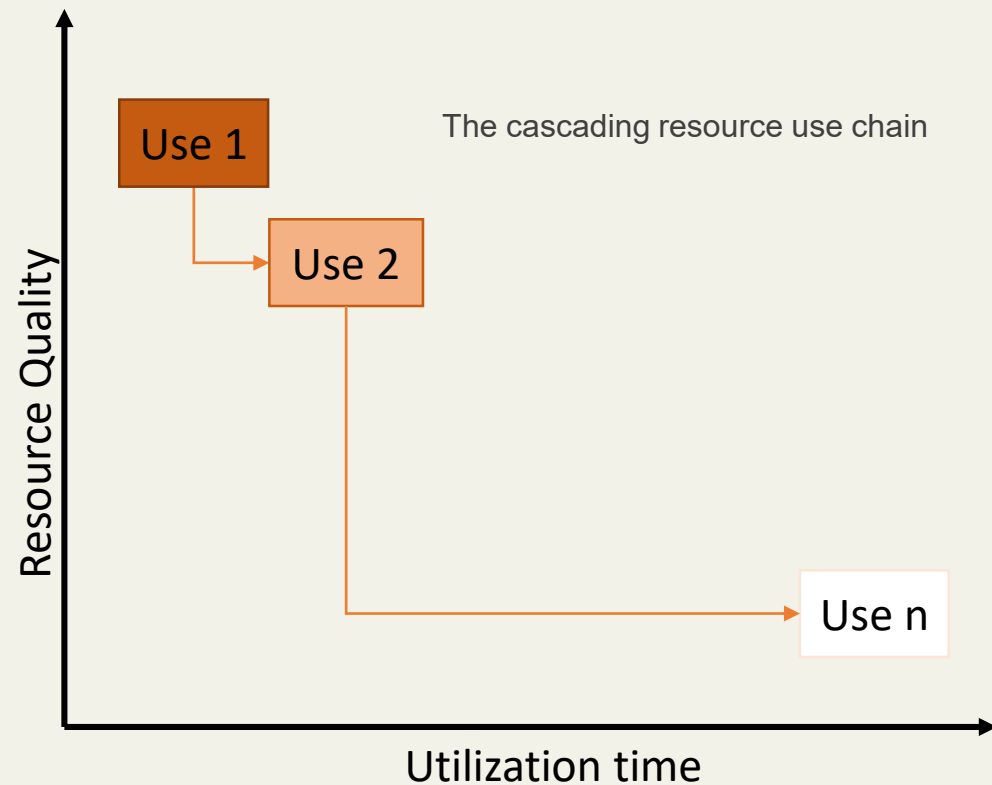 Use 1
The cascading resource use chain
Use 2
Resource Quality
Use n
Utilization time